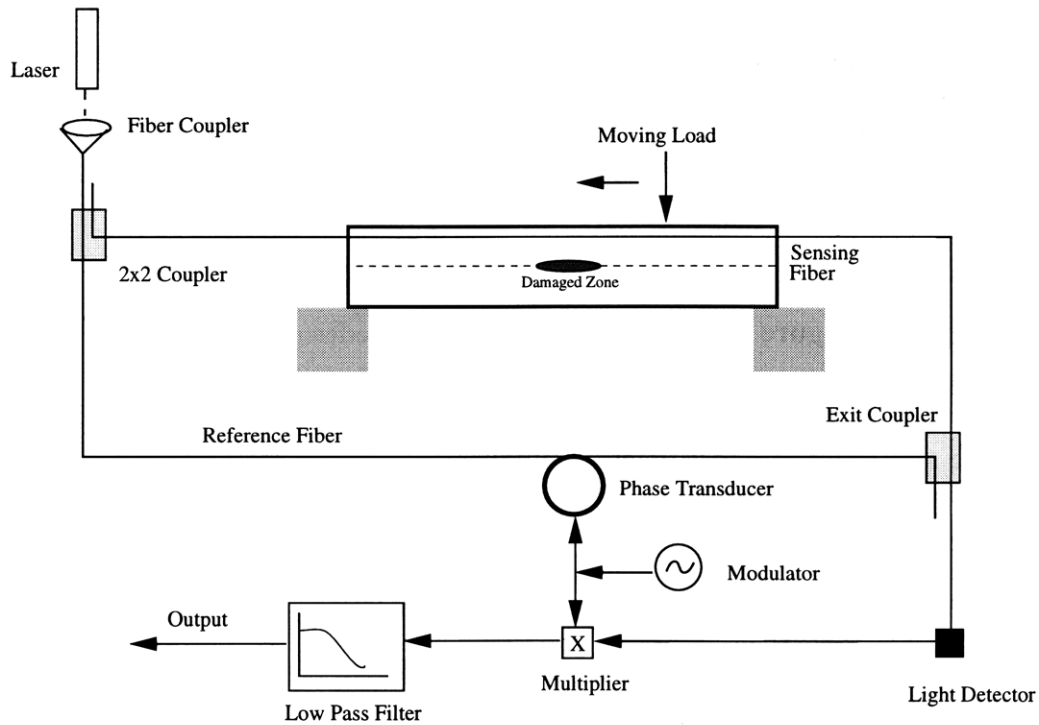 Laser
Fiber Coupler
Moving Load
2x2 Coupler
Sensing
Fiber
Damaged Zone
Exit Coupler
Reference Fiber
Phase Transducer
Modulator
Output
X
Multiplier
Light Detector
Low Pass Filter